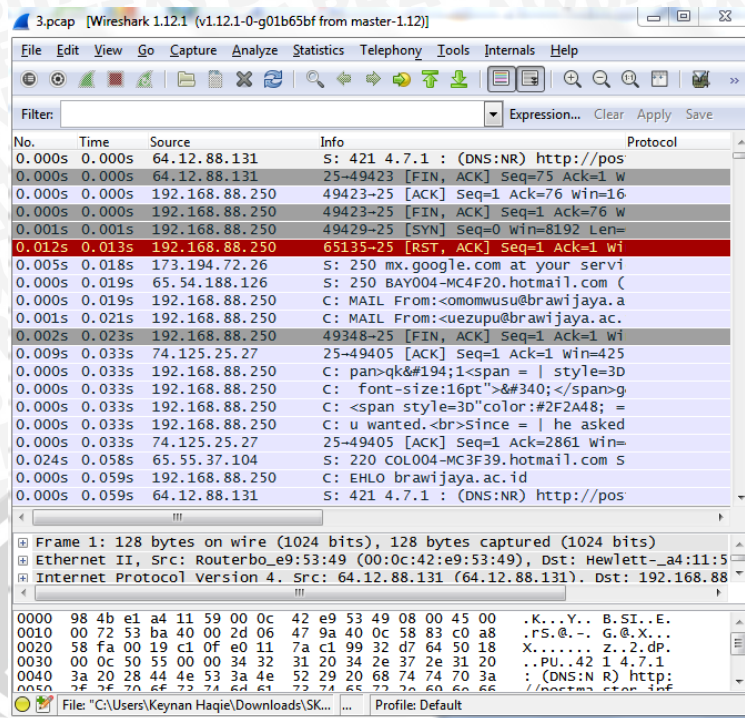 3.pcap [Wireshark 1.12.1 (v1.12.1-0-g01b65bf from master-1.12)]
File Edit View Go Capture Analyze Statistics Telephony Tools Internals Help
Filter: Expression... Clear Apply Save
No. Time Source Info Protocol
0.000s 0.000s 64.12.88.131 S: 421 4.7.1 : (DNS:NR) http://pos
0.000s 0.000s 64.12.88.131 25→49423 [FIN, ACK] Seq=75 Ack=1 W
0.000s 0.000s 192.168.88.250 49423→25 [ACK] Seq=1 Ack=76 Win=16
0.000s 0.000s 192.168.88.250 49423→25 [FIN, ACK] Seq=1 Ack=76 W
0.001s 0.001s 192.168.88.250 49429→25 [SYN] Seq=0 Win=8192 Len=
0.012s 0.013s 192.168.88.250 65135→25 [RST, ACK] Seq=1 Ack=1 Wi
0.005s 0.018s 173.194.72.26 S: 250 mx.google.com at your servi
0.000s 0.019s 65.54.188.126 S: 250 BAY004-MC4F20.hotmail.com (
0.000s 0.019s 192.168.88.250 C: MAIL From:<omomwusu@brawijaya.a
0.001s 0.021s 192.168.88.250 C: MAIL From:<uezupu@brawijaya.ac.
0.002s 0.023s 192.168.88.250 49348→25 [FIN, ACK] Seq=1 Ack=1 Wi
0.009s 0.033s 74.125.25.27 25→49405 [ACK] Seq=1 Ack=1 Win=425
0.000s 0.033s 192.168.88.250 C: pan>qk&#194;1<span = | style=3D
0.000s 0.033s 192.168.88.250 C: font-size:16pt">&#340;</span>g
0.000s 0.033s 192.168.88.250 C: <span style=3D"color:#2F2A48; =
0.000s 0.033s 192.168.88.250 C: u wanted.<br>Since = | he asked
0.000s 0.033s 74.125.25.27 25→49405 [ACK] Seq=1 Ack=2861 Win=
0.024s 0.058s 65.55.37.104 S: 220 COL004-MC3F39.hotmail.com S
0.000s 0.059s 192.168.88.250 C: EHLO brawijaya.ac.id
0.000s 0.059s 64.12.88.131 S: 421 4.7.1 : (DNS:NR) http://pos
Frame 1: 128 bytes on wire (1024 bits), 128 bytes captured (1024 bits)
Ethernet II, Src: Routerbo_e9:53:49 (00:0c:42:e9:53:49), Dst: Hewlett-_a4:11:5
Internet Protocol Version 4, Src: 64.12.88.131 (64.12.88.131), Dst: 192.168.88
0000 98 4b e1 a4 11 59 00 0c 42 e9 53 49 08 00 45 00 .K...Y.. B.SI..E.
0010 00 72 53 ba 40 00 2d 06 47 9a 40 0c 58 83 c0 a8 .rS.@.-. G.@.X...
0020 58 fa 00 19 c1 0f e0 11 7a c1 99 32 d7 64 50 18 X....... z..2.dP.
0030 00 0c 50 55 00 00 34 32 31 20 34 2e 37 2e 31 20 ..PU..42 1 4.7.1
0040 3a 20 28 44 4e 53 3a 4e 52 29 20 68 74 74 70 3a : (DNS:N R) http:
0050 2f 2f 70 6f 73 74 6d 61 73 74 65 72 2e 69 6e 66 //postma ster.inf
File: "C:\Users\Keynan Haqie\Downloads\SK... ... Profile: Default